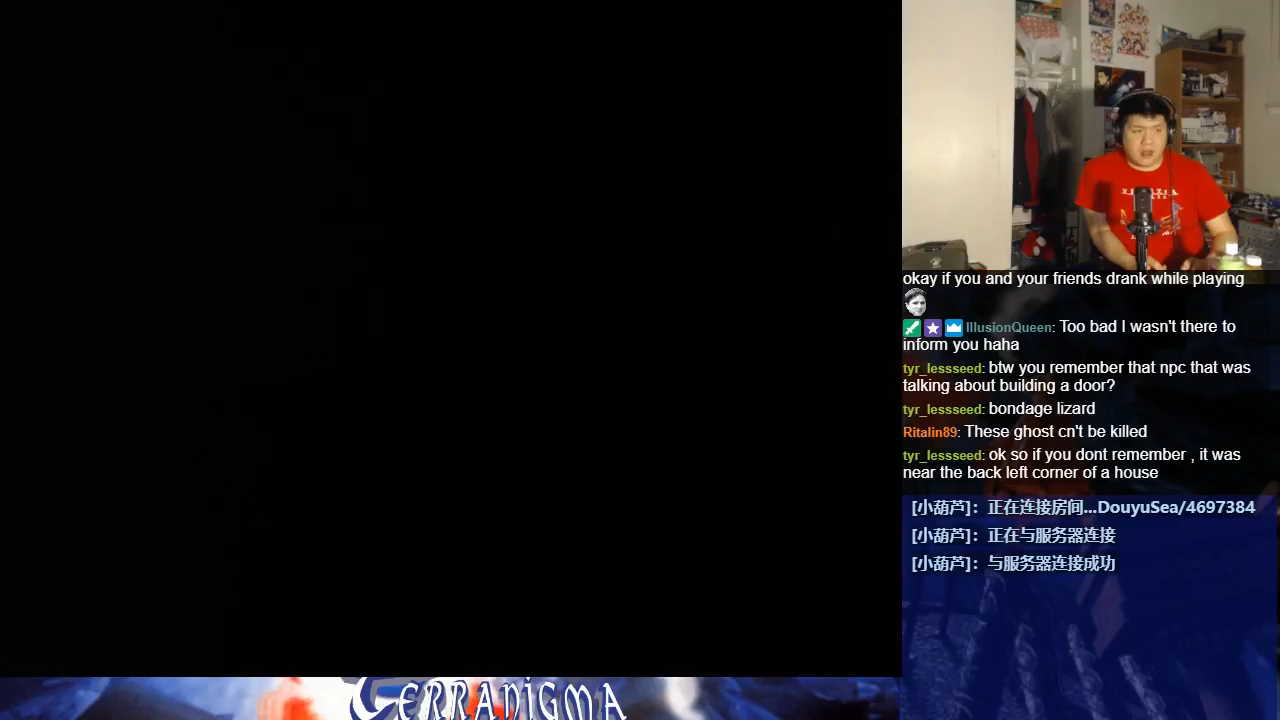 okay if you and your friends drank while playing
IllusionQueen: Too bad I wasn't there to
inform you haha
tyr_lessseed: btw you remember that npc that was
talking about building a door?
tyr_lessseed: bondage lizard
Ritalin89: These ghost cn't be killed
tyr_lessseed: ok so if you dont remember , it was
near the back left corner of a house
[小葫芦]: 正在连接房间...DouyuSea/4697384
[小葫芦]: 正在与服务器连接
[小葫芦]: 与服务器连接成功
TERRANIGMA